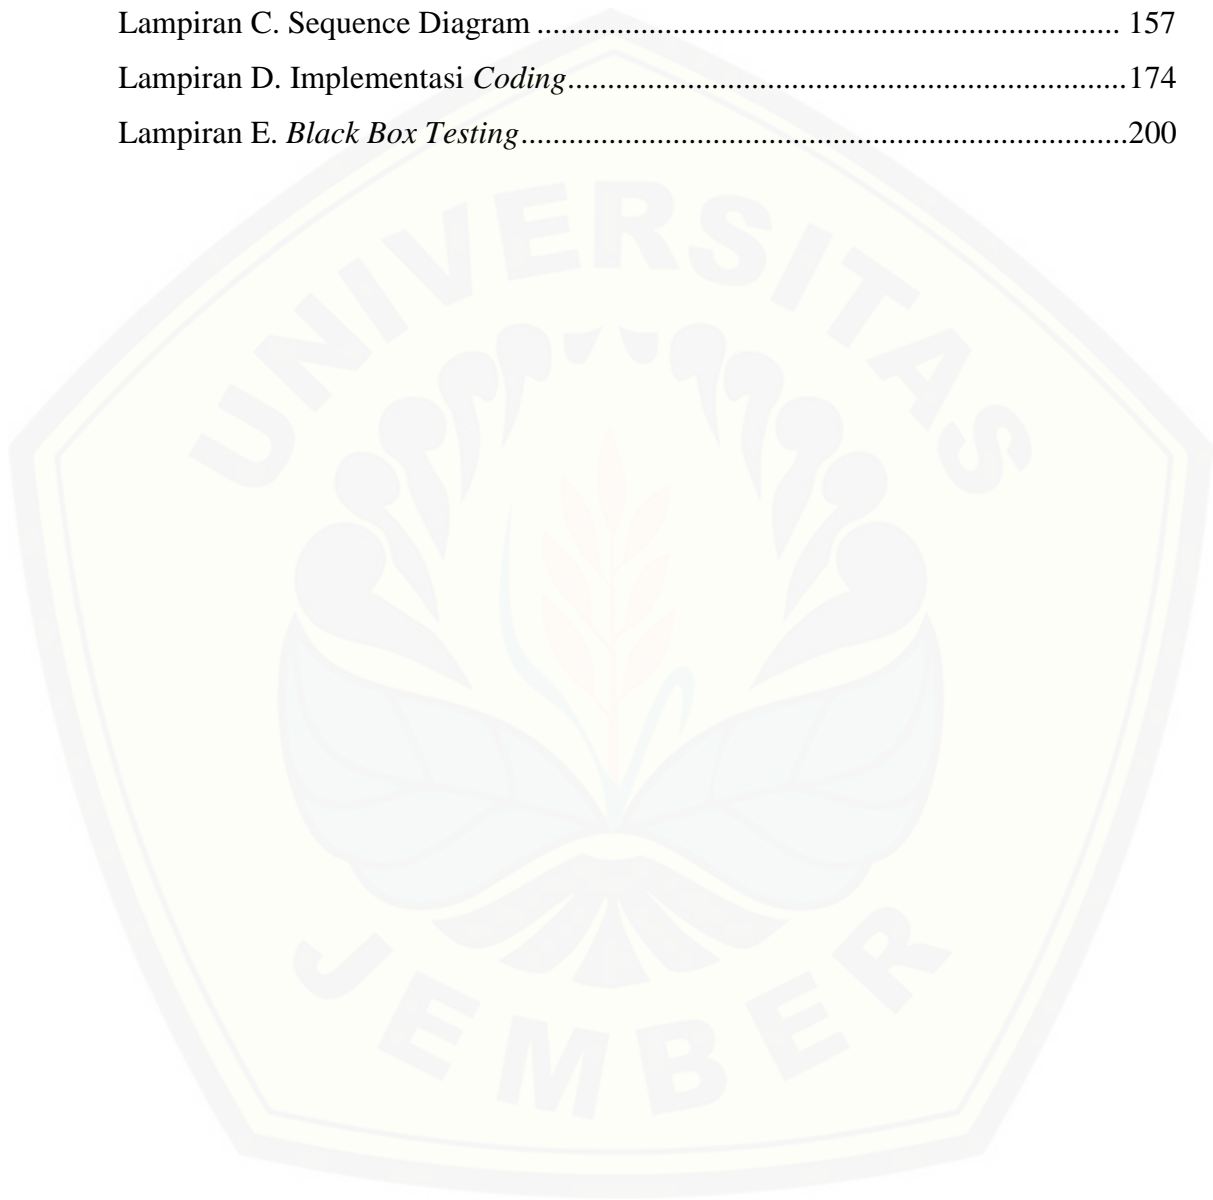 Lampiran C. Sequence Diagram ........................................................................ 157
Lampiran D. Implementasi Coding.....................................................................174
Lampiran E. Black Box Testing...........................................................................200
UNIVERSITAS
JEMBER